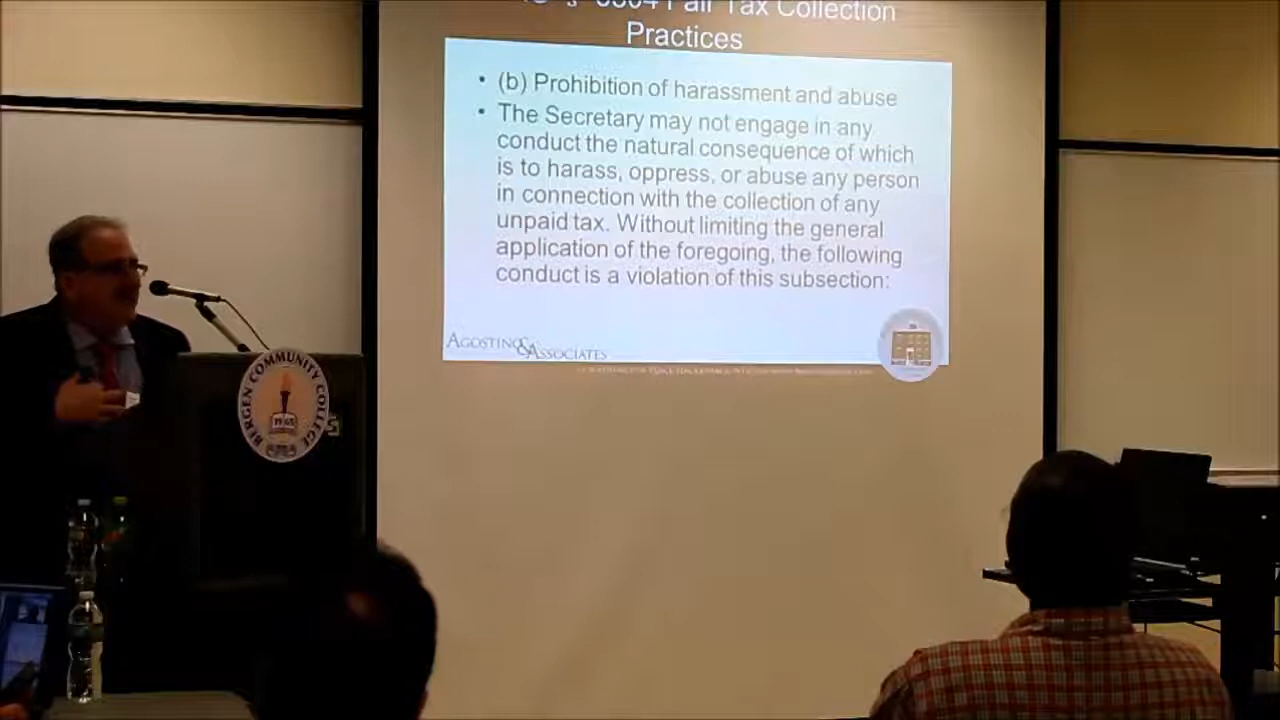 6304 Fair Tax Collection
Practices
• (b) Prohibition of harassment and abuse
• The Secretary may not engage in any
conduct the natural consequence of which
is to harass, oppress, or abuse any person
in connection with the collection of any
unpaid tax. Without limiting the general
application of the foregoing, the following
conduct is a violation of this subsection:
AGOSTINO & ASSOCIATES
BERGEN COMMUNITY COLLEGE
1965